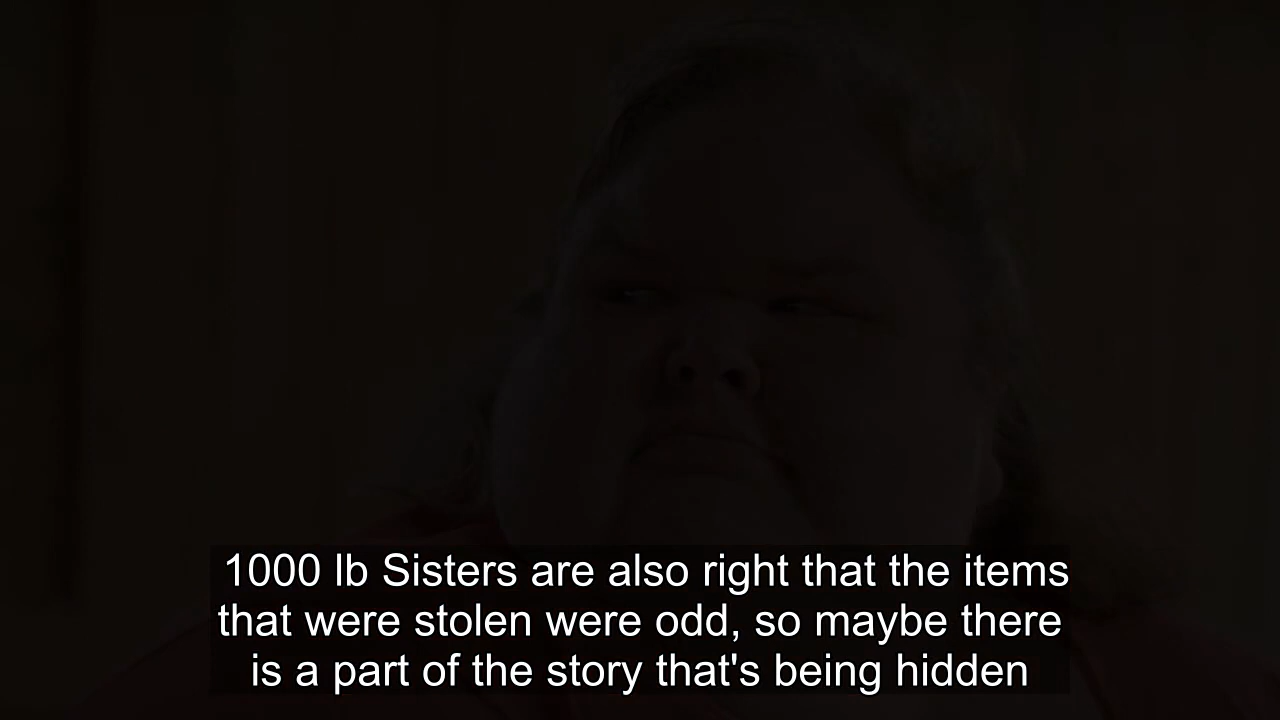 1000 lb Sisters are also right that the items
that were stolen were odd, so maybe there
is a part of the story that's being hidden